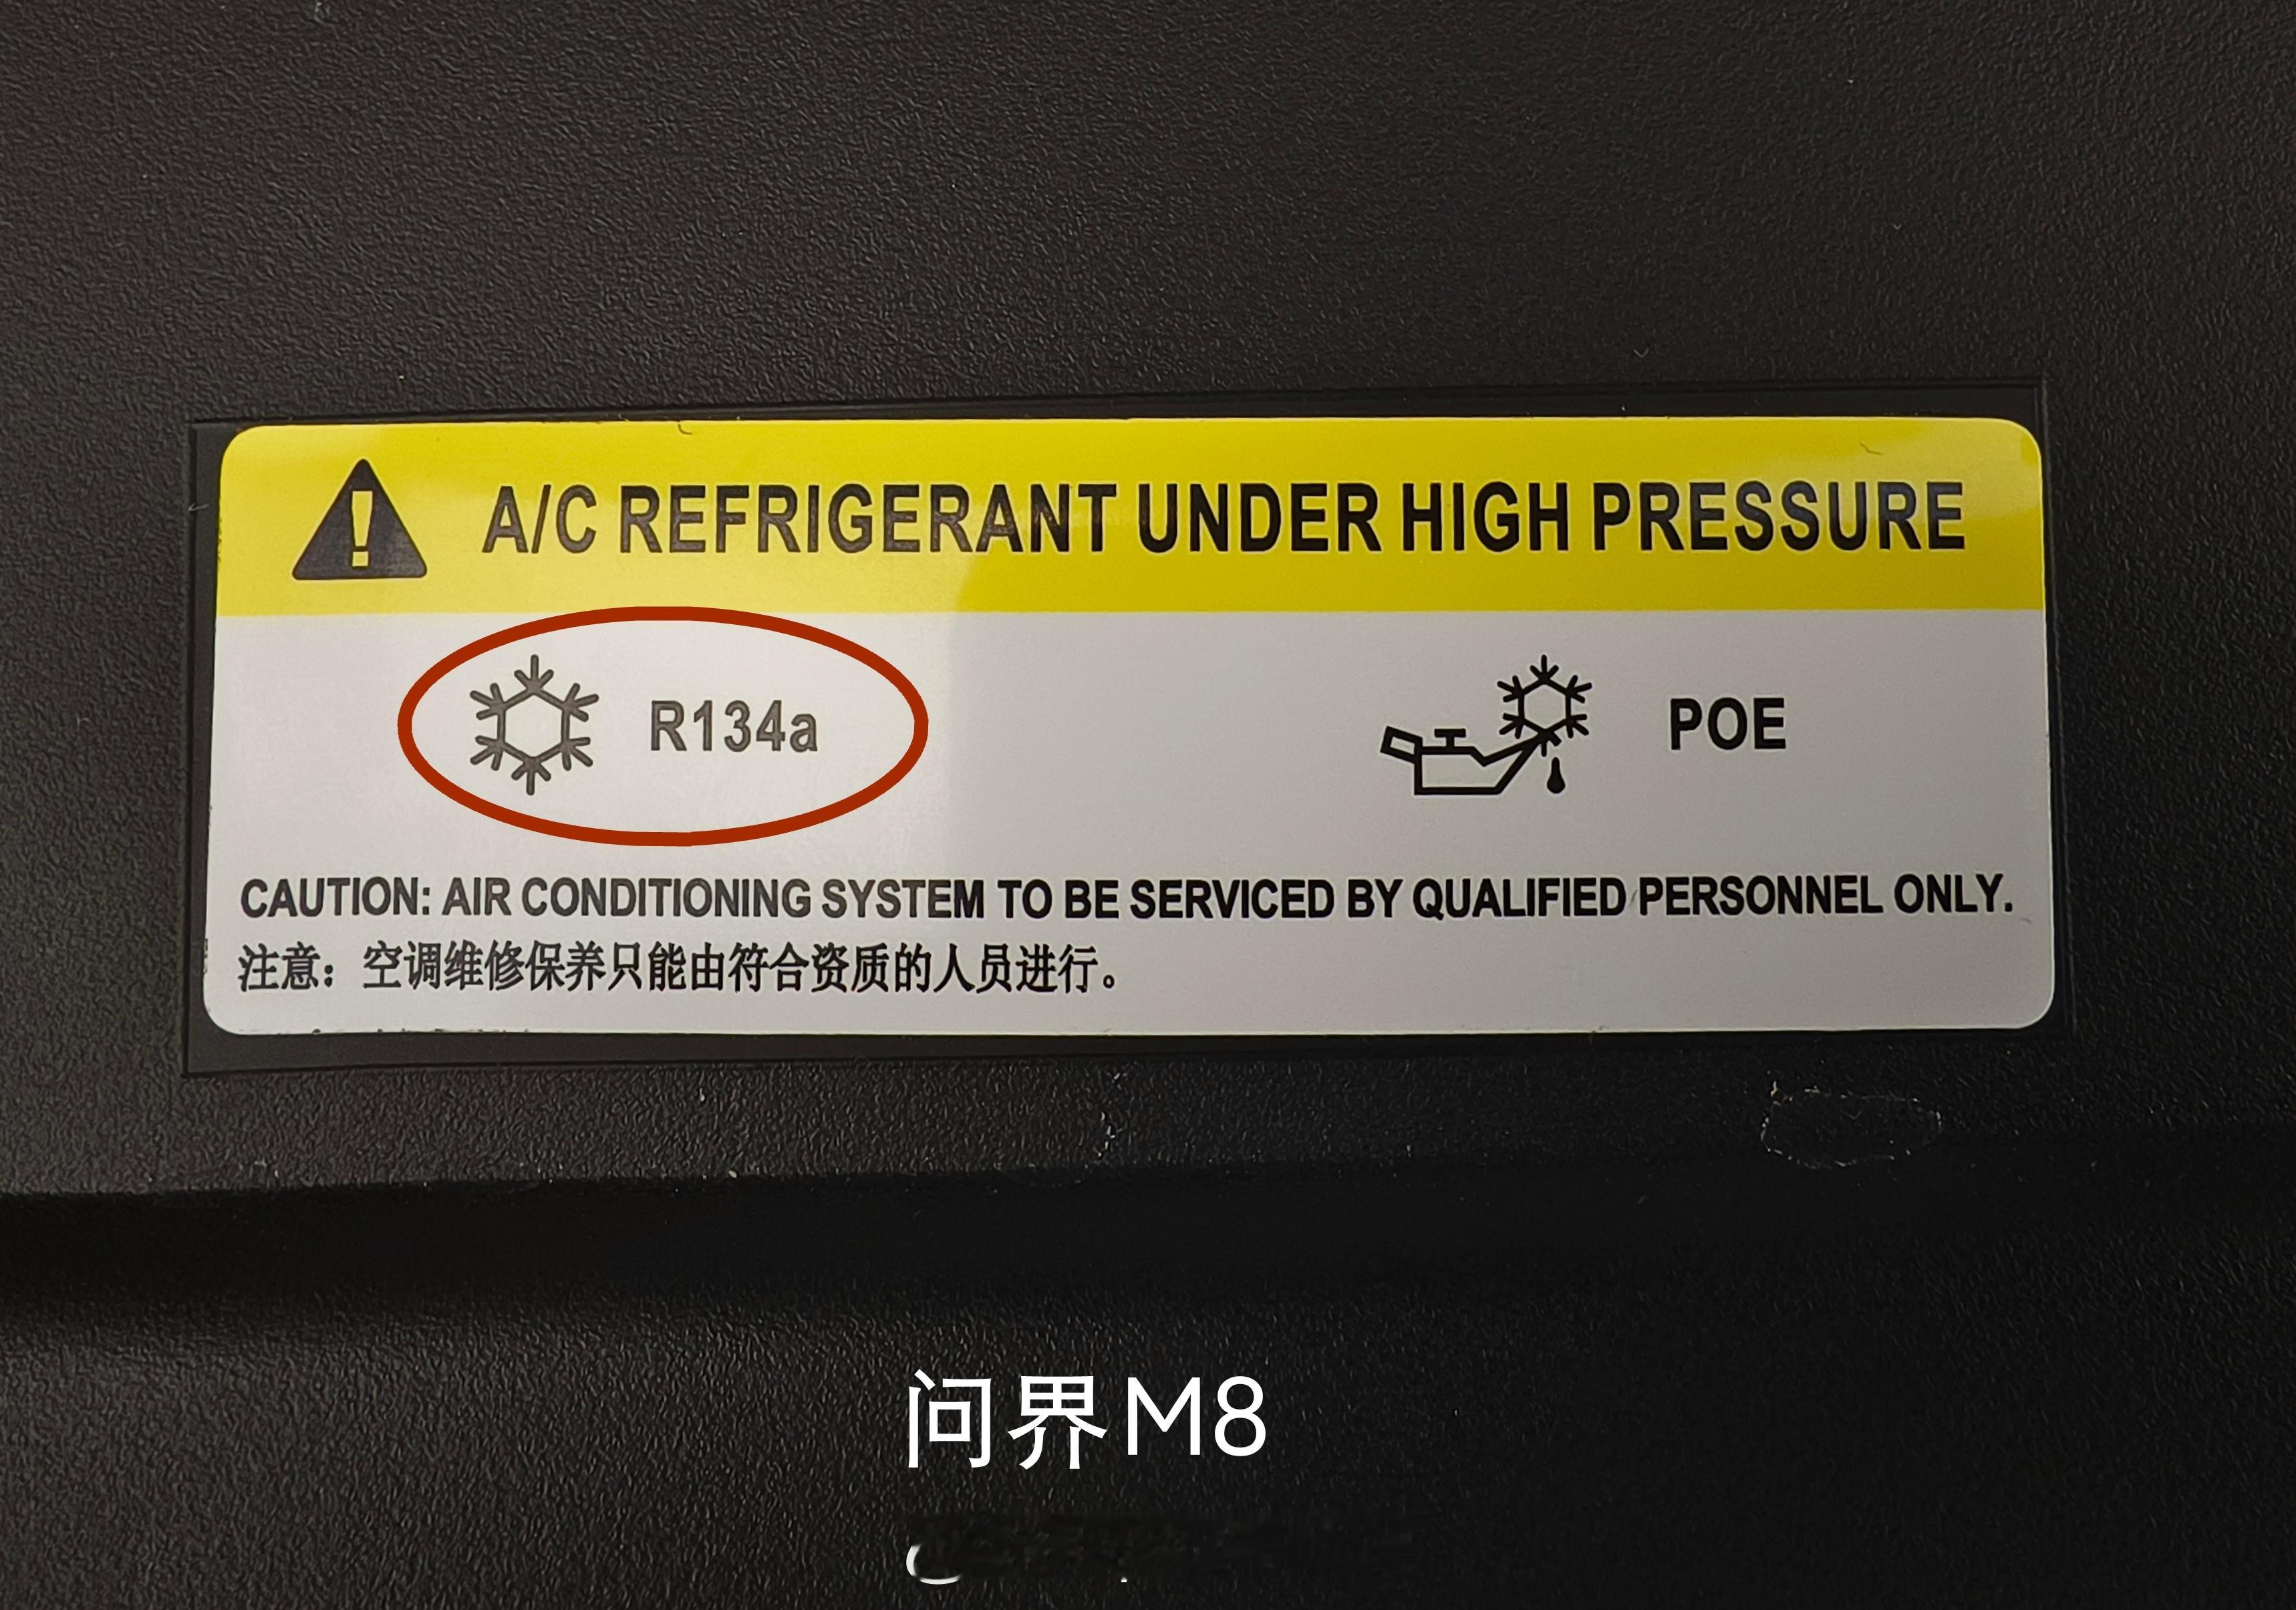 A/C REFRIGERANT UNDER HIGH PRESSURE
R134a
POE
CAUTION: AIR CONDITIONING SYSTEM TO BE SERVICED BY QUALIFIED PERSONNEL ONLY.
注意：空调维修保养只能由符合资质的人员进行。
问界M8